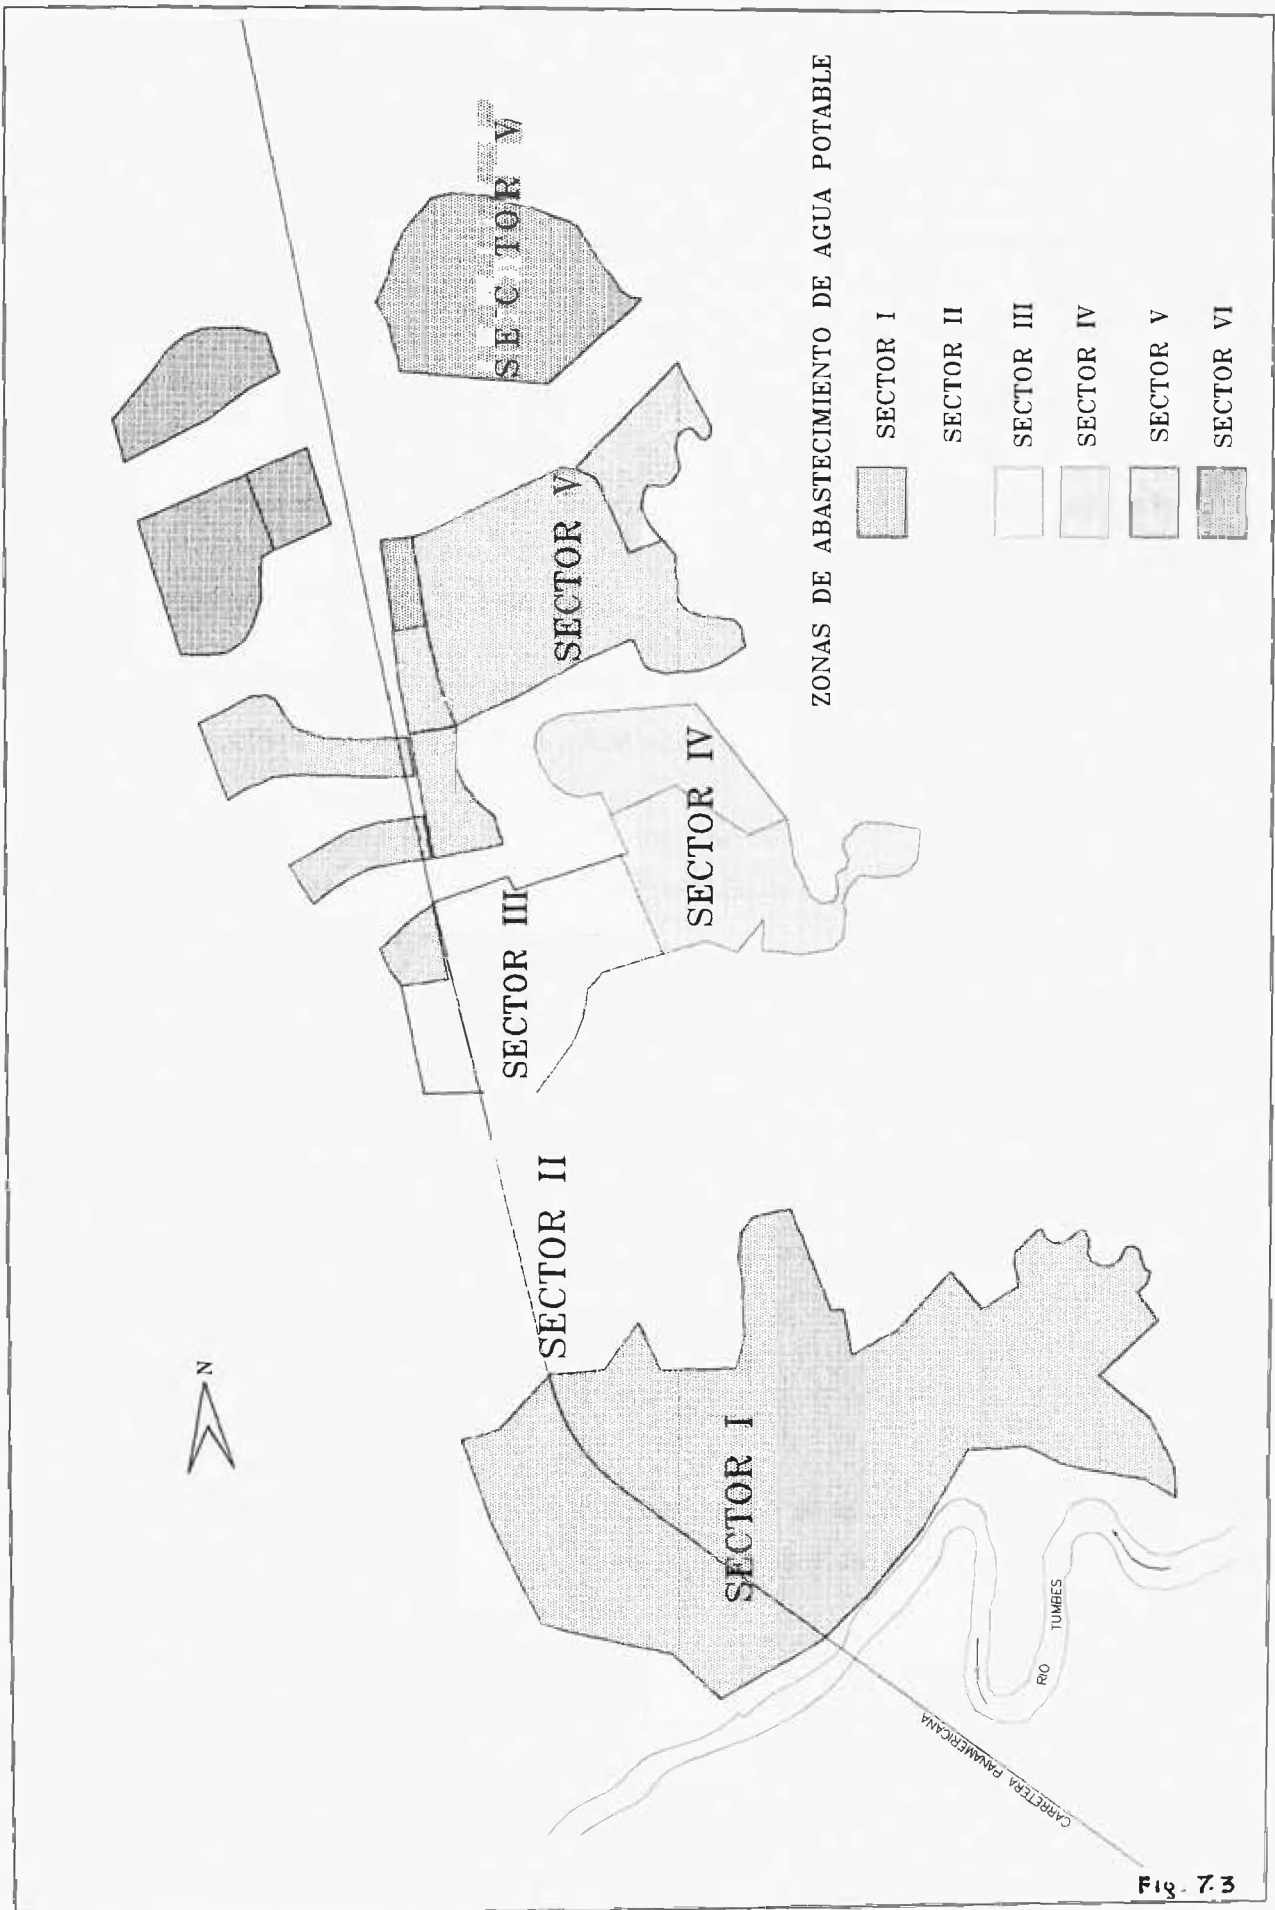 N
SECTOR I
SECTOR II
SECTOR III
SECTOR IV
SECTOR V
SECTOR V
RIO TUMBES
CARRETERA PANAMERICANA
ZONAS DE ABASTECIMIENTO DE AGUA POTABLE
SECTOR I
SECTOR II
SECTOR III
SECTOR IV
SECTOR V
SECTOR VI
Fig. 7.3